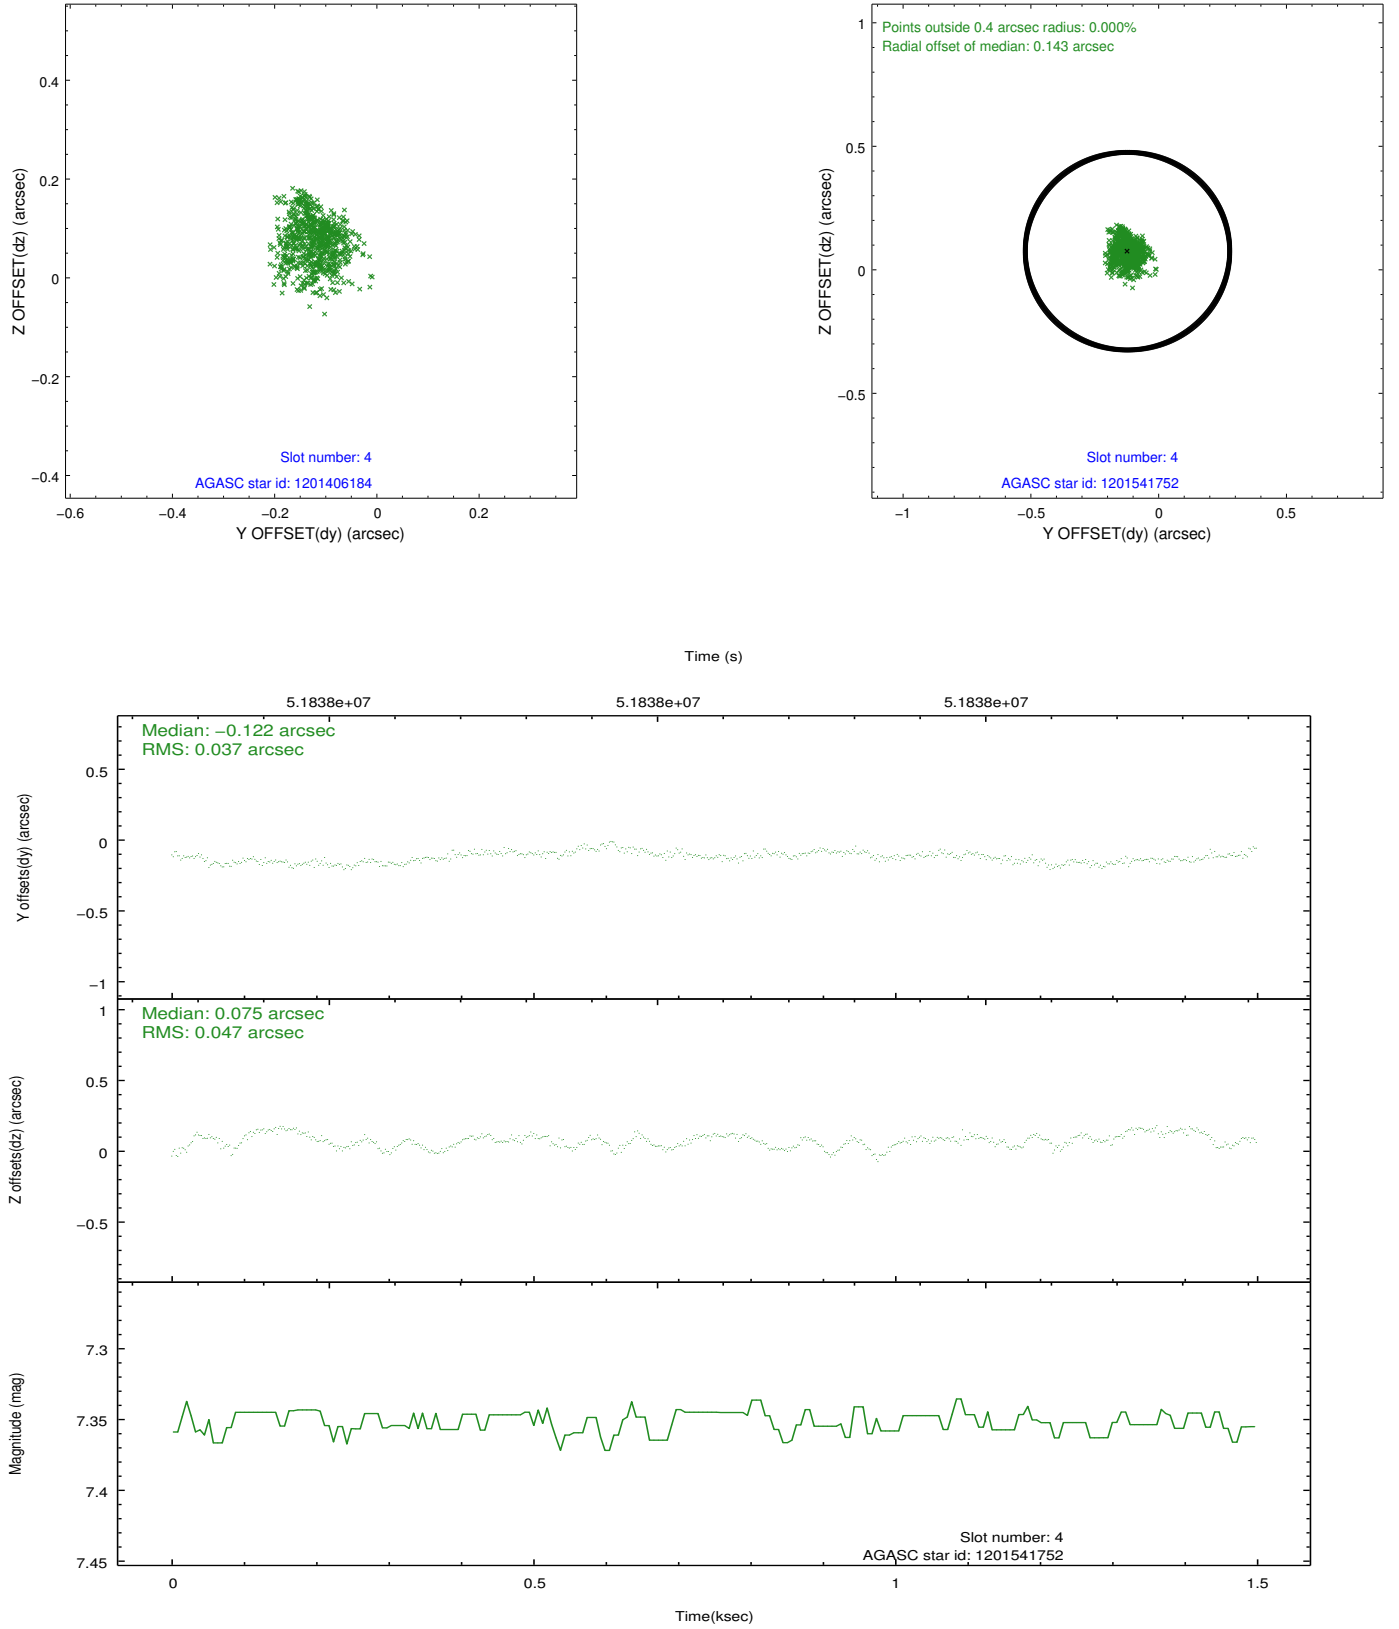 0.4
0.2
0
−0.2
−0.4
Z OFFSET(dz) (arcsec)
Slot number: 4
AGASC star id: 1201406184
−0.6
−0.4
−0.2
0
0.2
Y OFFSET(dy) (arcsec)
Points outside 0.4 arcsec radius: 0.000%
Radial offset of median: 0.143 arcsec
1
0.5
0
−0.5
Z OFFSET(dz) (arcsec)
Slot number: 4
AGASC star id: 1201541752
−1
−0.5
0
0.5
Y OFFSET(dy) (arcsec)
Time (s)
5.1838e+07
5.1838e+07
5.1838e+07
Median: −0.122 arcsec
RMS: 0.037 arcsec
0.5
0
−0.5
−1
Y offsets(dy) (arcsec)
Median: 0.075 arcsec
RMS: 0.047 arcsec
1
0.5
0
−0.5
Z offsets(dz) (arcsec)
7.3
7.35
7.4
7.45
Magnitude (mag)
Slot number: 4
AGASC star id: 1201541752
0
0.5
1
1.5
Time(ksec)